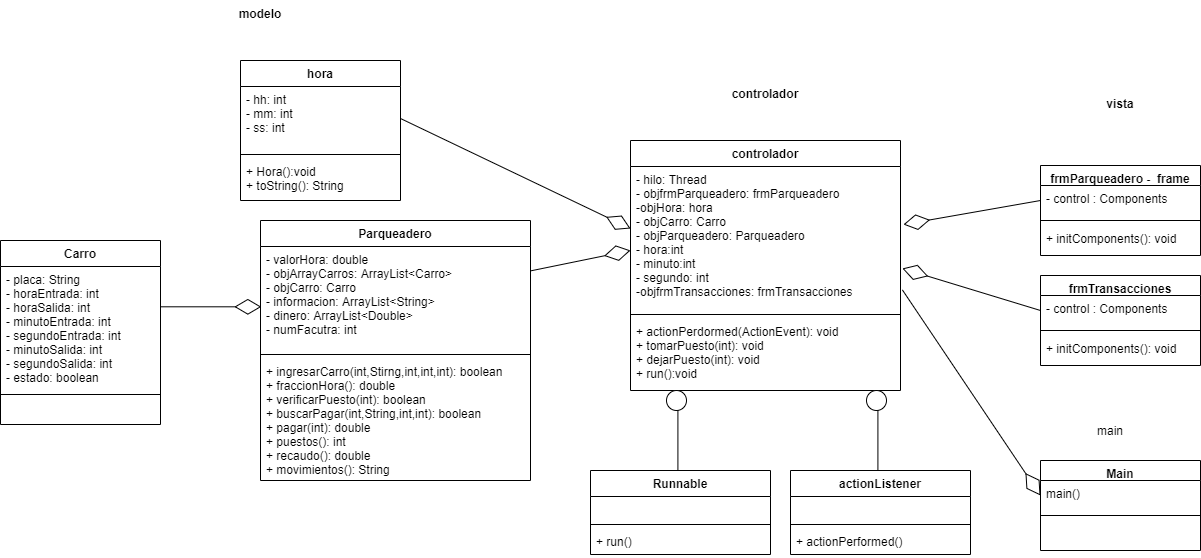 modelo
hora
- hh: int
- mm: int
- ss: int
+ Hora():void
+ toString(): String
Carro
- placa: String
- horaEntrada: int
- horaSalida: int
- minutoEntrada: int
- segundoEntrada: int
- minutoSalida: int
- segundoSalida: int
- estado: boolean
Parqueadero
- valorHora: double
- objArrayCarros: ArrayList<Carro>
- objCarro: Carro
- informacion: ArrayList<String>
- dinero: ArrayList<Double>
- numFacutra: int
+ ingresarCarro(int,Stirng,int,int,int): boolean
+ fraccionHora(): double
+ verificarPuesto(int): boolean
+ buscarPagar(int,String,int,int): boolean
+ pagar(int): double
+ puestos(): int
+ recaudo(): double
+ movimientos(): String
controlador
controlador
- hilo: Thread
- objfrmParqueadero: frmParqueadero
-objHora: hora
- objCarro: Carro
- objParqueadero: Parqueadero
- hora:int
- minuto:int
- segundo: int
-objfrmTransacciones: frmTransacciones
+ actionPerdormed(ActionEvent): void
+ tomarPuesto(int): void
+ dejarPuesto(int): void
+ run():void
Runnable
+ run()
actionListener
+ actionPerformed()
vista
frmParqueadero - frame
- control : Components
+ initComponents(): void
frmTransacciones
- control : Components
+ initComponents(): void
main
Main
main()